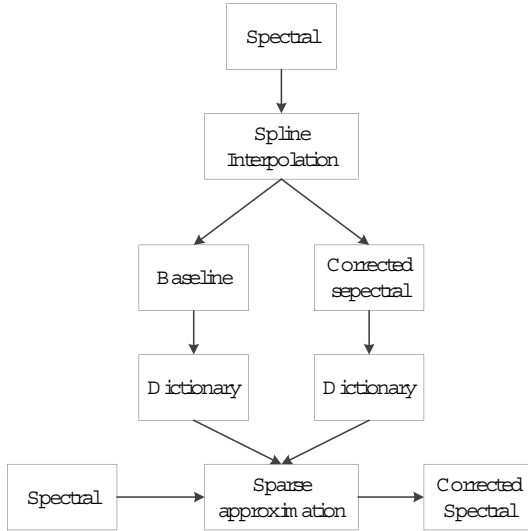 Spectral
Spline
Interpolation
Baseline
Corrected
sepectral
Dictionary
Dictionary
Spectral
Sparse
approximation
Corrected
Spectral